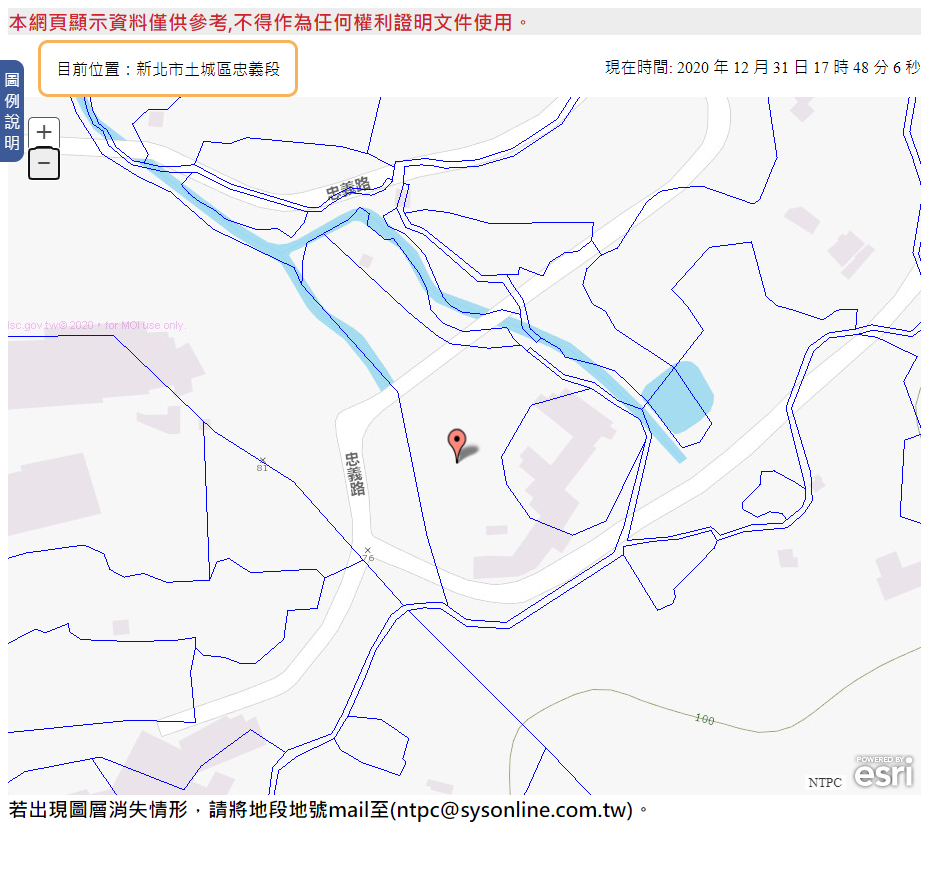 本網頁顯示資料僅供參考,不得作為任何權利證明文件使用。
目前位置：新北市土城區忠義段
現在時間: 2020 年 12 月 31 日 17 時 48 分 6 秒
圖例說明
+
−
忠義路
isc.gov.tw© 2020，for MOI use only.
忠義路
81
76
100
POWERED BY
esri
NTPC
若出現圖層消失情形，請將地段地號mail至(ntpc@sysonline.com.tw)。